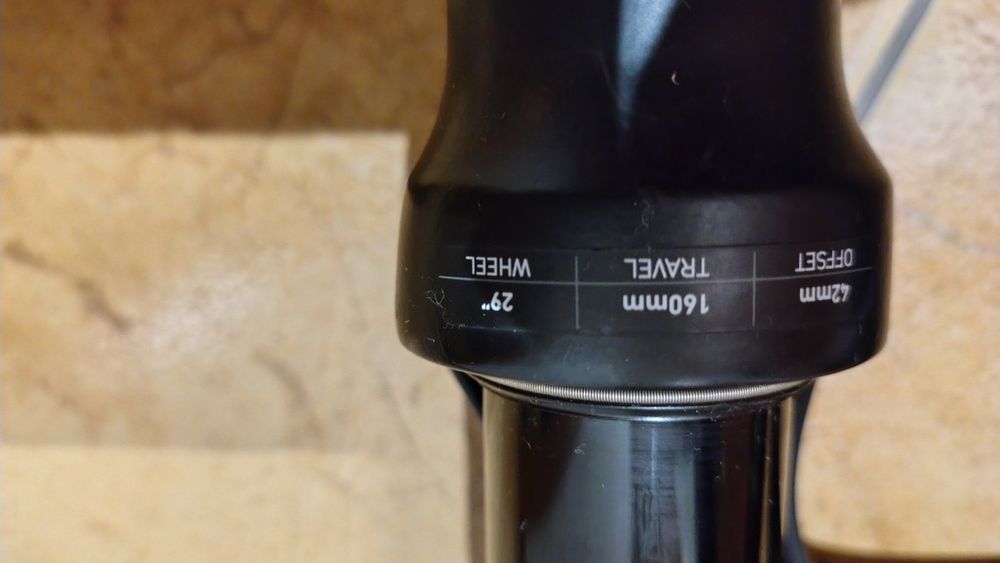 42mm 160mm 29"
OFFSET TRAVEL WHEEL